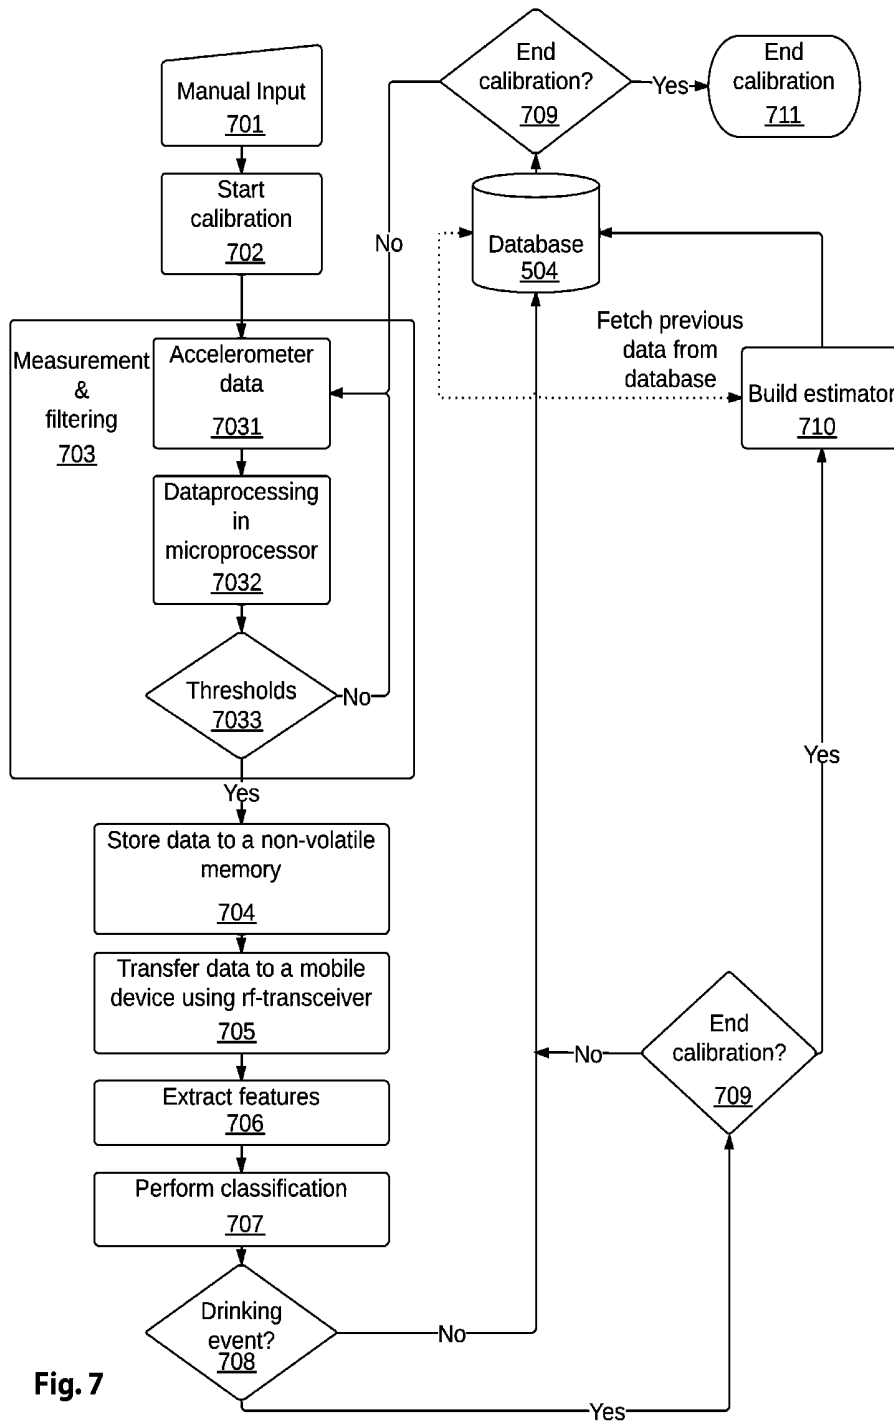 Manual Input
701
Start
calibration
702
Measurement
&
filtering
703
Accelerometer
data
7031
Dataprocessing
in
microprocessor
7032
Thresholds
7033
No
Yes
Store data to a non-volatile
memory
704
Transfer data to a mobile
device using rf-transceiver
705
Extract features
706
Perform classification
707
Drinking
event?
708
No
Yes
End
calibration?
709
No
Yes
Build estimator
710
Fetch previous
data from
database
Database
504
End
calibration?
709
No
Yes
End
calibration
711
Fig. 7